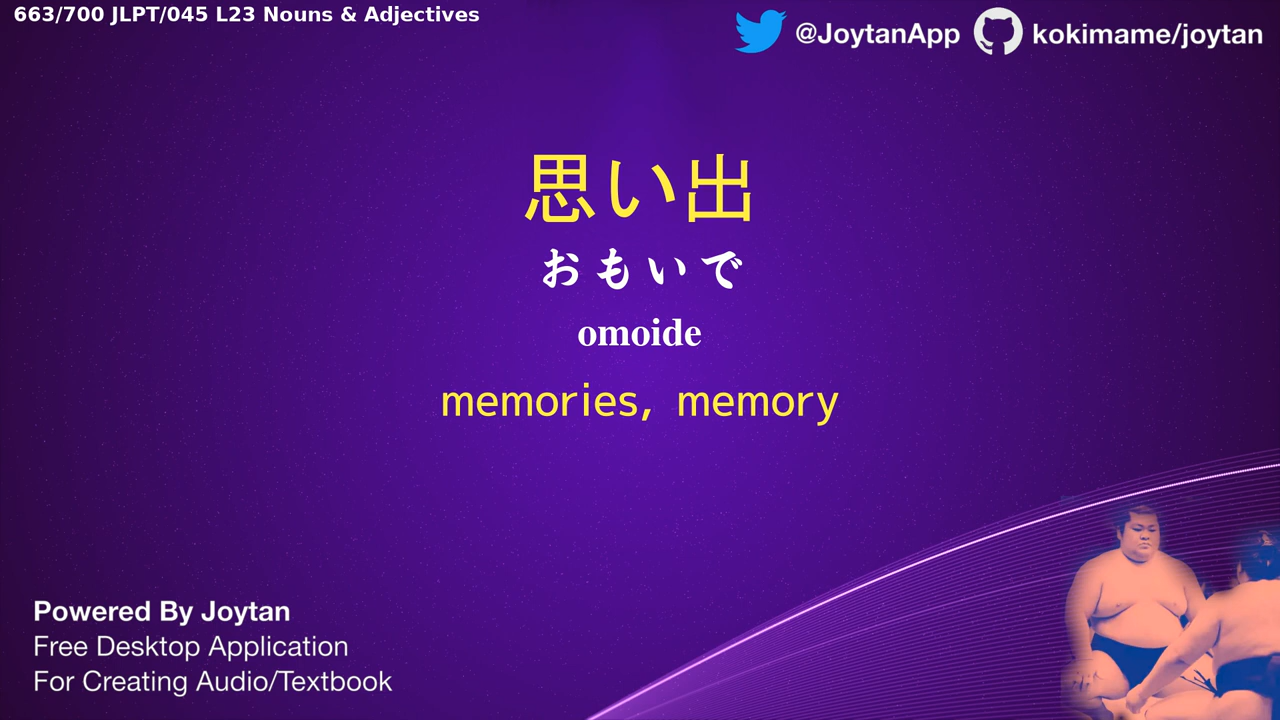 663/700 JLPT/045 L23 Nouns & Adjectives
@JoytanApp kokimame/joytan
思い出
おもいで
omoide
memories, memory
Powered By Joytan
Free Desktop Application
For Creating Audio/Textbook